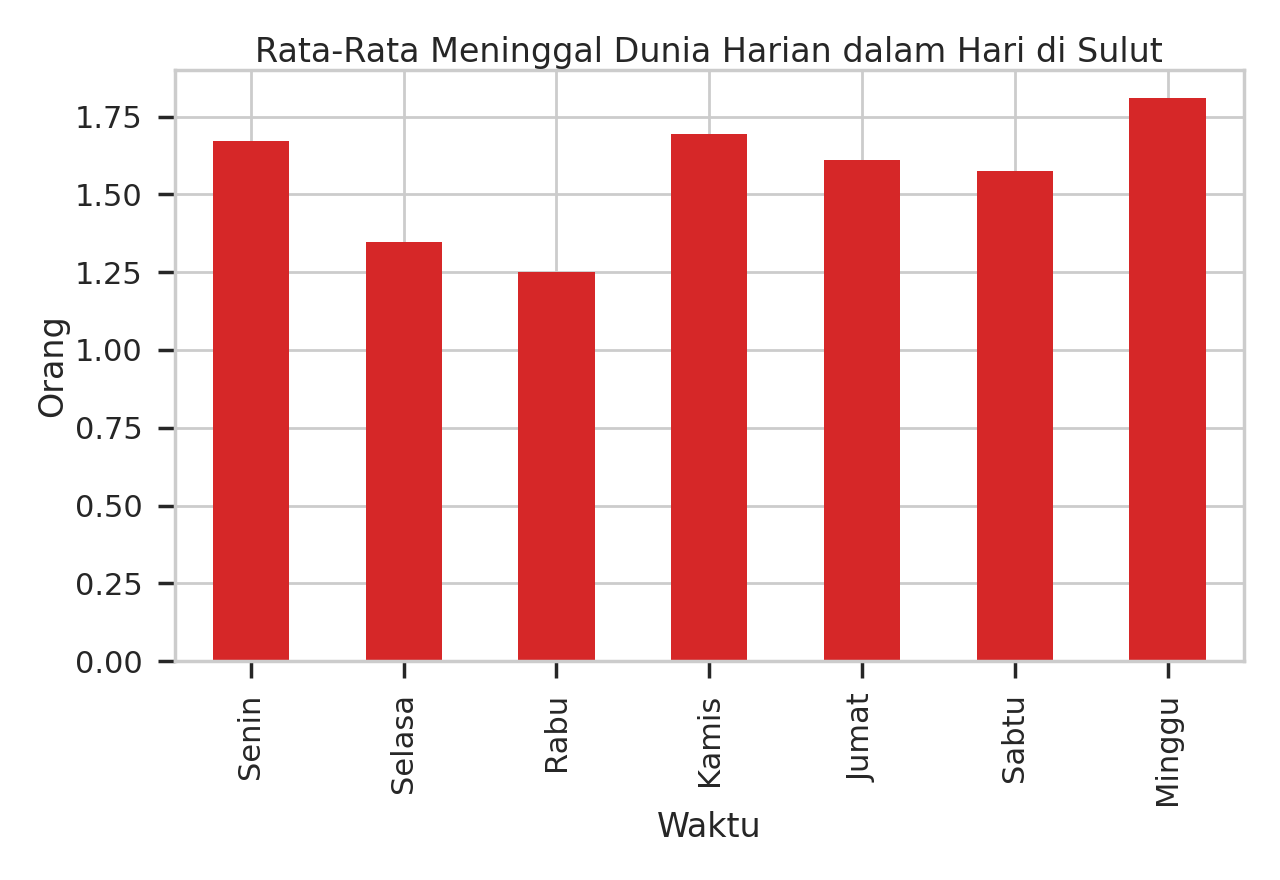 Rata-Rata Meninggal Dunia Harian dalam Hari di Sulut
1.75
1.50
1.25
1.00
0.75
0.50
0.25
0.00
Orang
Senin
Selasa
Rabu
Kamis
Jumat
Sabtu
Minggu
Waktu